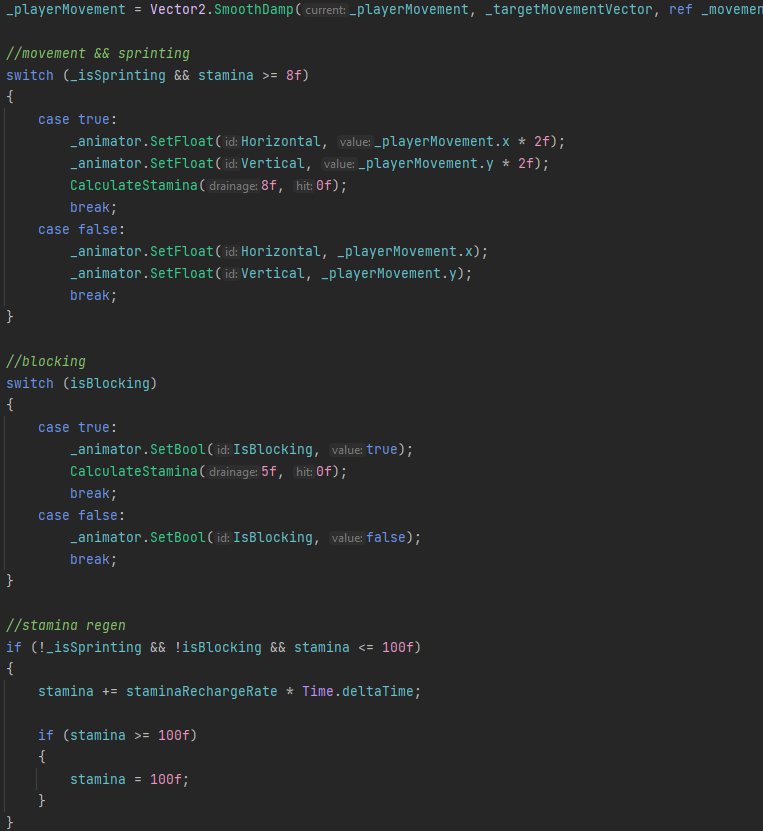 _playerMovement = Vector2.SmoothDamp( current: _playerMovement, _targetMovementVector, ref _movemen
//movement && sprinting
switch (_isSprinting && stamina >= 8f)
{
case true:
_animator.SetFloat( id: Horizontal, value: _playerMovement.x * 2f);
_animator.SetFloat( id: Vertical, value: _playerMovement.y * 2f);
CalculateStamina( drainage: 8f, hit: 0f);
break;
case false:
_animator.SetFloat( id: Horizontal, _playerMovement.x);
_animator.SetFloat( id: Vertical, _playerMovement.y);
break;
}
//blocking
switch (isBlocking)
{
case true:
_animator.SetBool( id: IsBlocking, value: true);
CalculateStamina( drainage: 5f, hit: 0f);
break;
case false:
_animator.SetBool( id: IsBlocking, value: false);
break;
}
//stamina regen
if (!_isSprinting && !isBlocking && stamina <= 100f)
{
stamina += staminaRechargeRate * Time.deltaTime;
if (stamina >= 100f)
{
stamina = 100f;
}
}